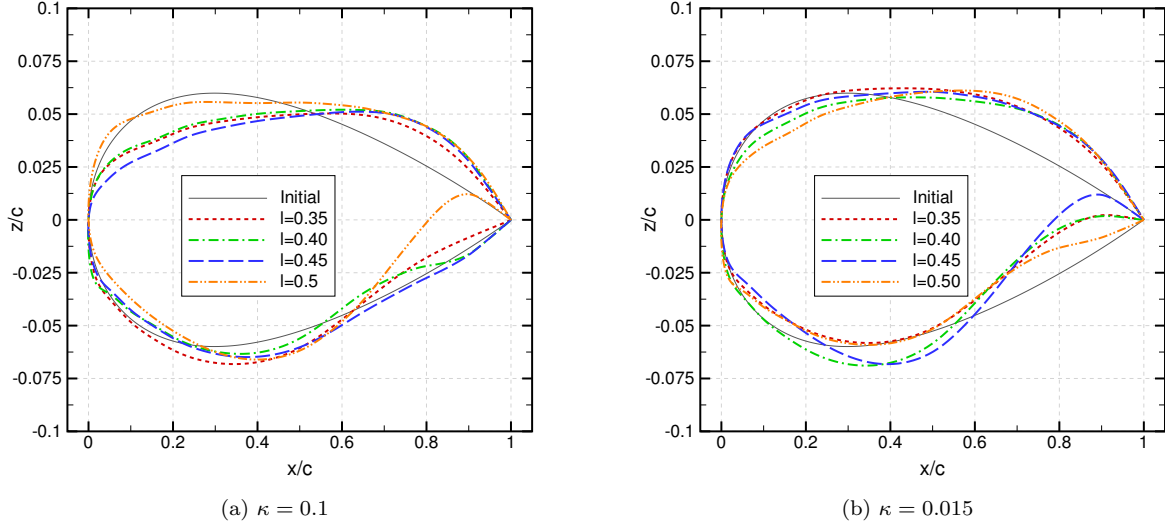 0.1
0.075
0.05
0.025
0
-0.025
-0.05
-0.075
-0.1
z/c
0 0.2 0.4 0.6 0.8 1
x/c
Initial
l=0.35
l=0.40
l=0.45
l=0.5
(a) κ = 0.1
0.1
0.075
0.05
0.025
0
-0.025
-0.05
-0.075
-0.1
z/c
0 0.2 0.4 0.6 0.8 1
x/c
Initial
l=0.35
l=0.40
l=0.45
l=0.50
(b) κ = 0.015